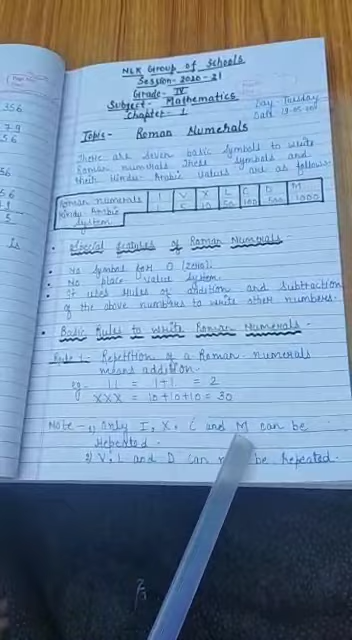 NLK Group of Schools
Session - 2020-21
Grade - IV
Subject - Mathematics
Chapter - 1
Day Tuesday
Date 19-05-
Topic - Roman Numerals
There are seven basic symbols to write
Roman numerals These symbols and
their Hindu-Arabic values are as follows
Roman numerals I V X L C D M
Hindu Arabic System 1 5 10 50 100 500 1000
Special features of Roman Numerals
No symbol for 0 (zero).
No place value system.
It uses rules of addition and subtraction
of the above numbers to write other numbers.
Basic Rules to write Roman Numerals.
Rule 1 - Repetition of a Roman numerals
means addition.
eg - II = 1+1 = 2
XXX = 10+10+10 = 30
Note - 1) Only I, X, C and M can be
repeated.
2) V, L and D can be repeated.
356
56